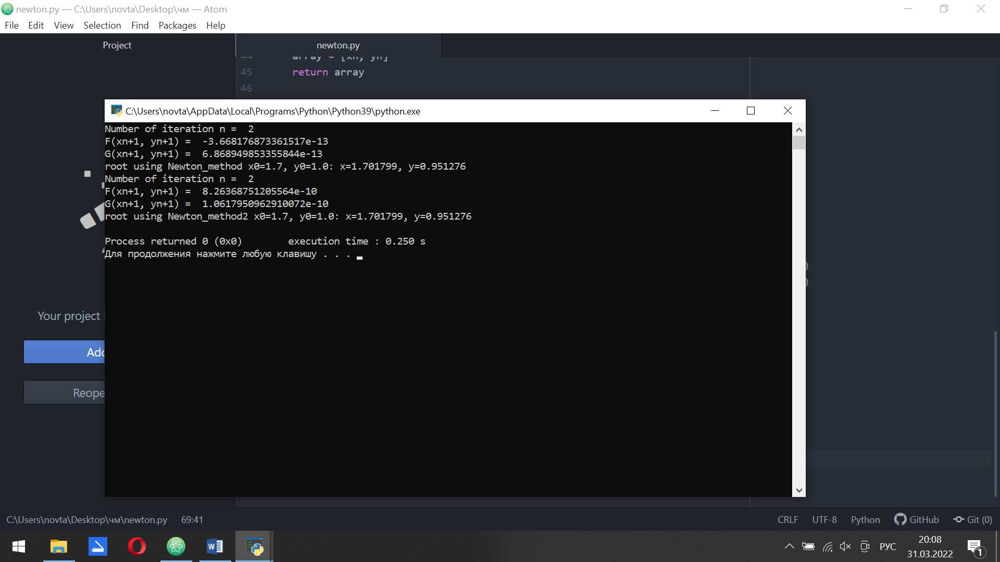 newton.py — C:\Users\novta\Desktop\чм — Atom
File Edit View Selection Find Packages Help
Project
newton.py
44 array = [xn, yn]
45 return array
46
C:\Users\novta\AppData\Local\Programs\Python\Python39\python.exe
Number of iteration n =  2
F(xn+1, yn+1) =  -3.668176873361517e-13
G(xn+1, yn+1) =  6.868949853355844e-13
root using Newton_method x0=1.7, y0=1.0: x=1.701799, y=0.951276
Number of iteration n =  2
F(xn+1, yn+1) =  8.26368751205564e-10
G(xn+1, yn+1) =  1.0617950962910072e-10
root using Newton_method2 x0=1.7, y0=1.0: x=1.701799, y=0.951276
Process returned 0 (0x0)        execution time : 0.250 s
Для продолжения нажмите любую клавишу . . .
)
)
Your project
C:\Users\novta\Desktop\чм\newton.py 69:41 CRLF UTF-8 Python GitHub Git (0)
РУС
20:08
31.03.2022
1